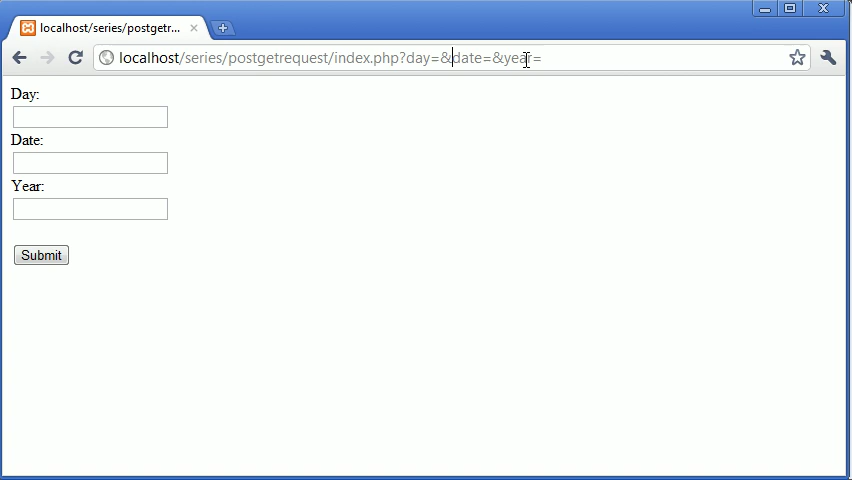 localhost/series/postgetr...
localhost/series/postgetrequest/index.php?day=&date=&year=
Day:
Date:
Year:
Submit